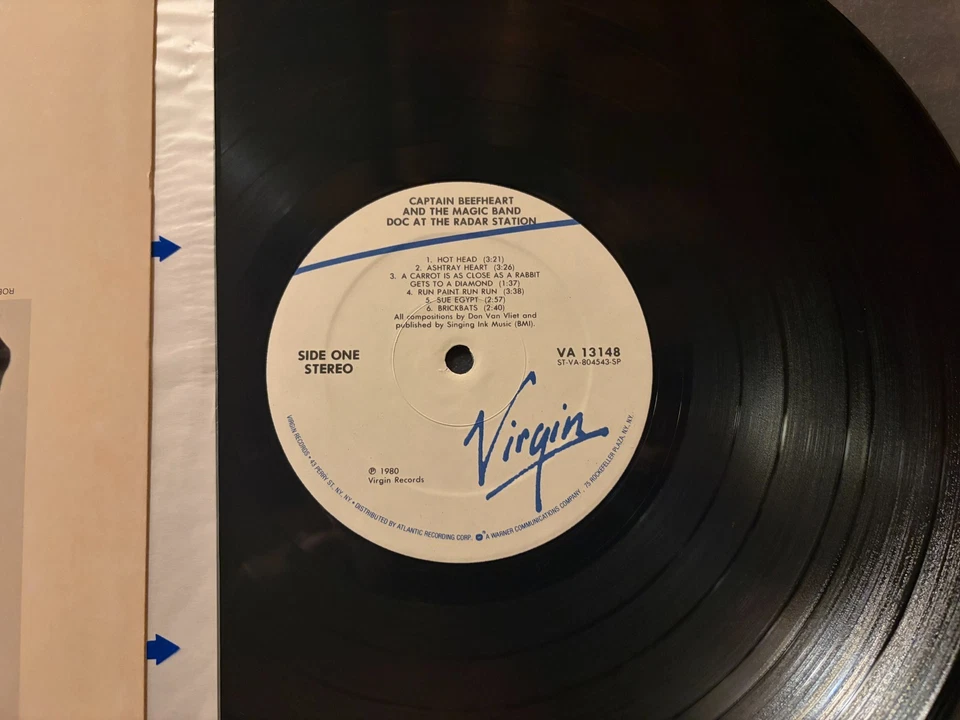 CAPTAIN BEEFHEART
AND THE MAGIC BAND
DOC AT THE RADAR STATION
1. HOT HEAD (3:21)
2. ASHTRAY HEART (3:26)
3. A CARROT IS AS CLOSE AS A RABBIT
GETS TO A DIAMOND (1:37)
4. RUN PAINT RUN RUN (3:38)
5. SUE EGYPT (2:57)
6. BRICKBATS (2:40)
All compositions by Don Van Vliet and
published by Singing Ink Music (BMI).
SIDE ONE
STEREO
VA 13148
ST-VA-804543-SP
Virgin
℗ 1980
Virgin Records
VIRGIN RECORDS • 43 PERRY ST. N.Y., NY • DISTRIBUTED BY ATLANTIC RECORDING CORP. A WARNER COMMUNICATIONS COMPANY. 75 ROCKEFELLER PLAZA, NY, NY.